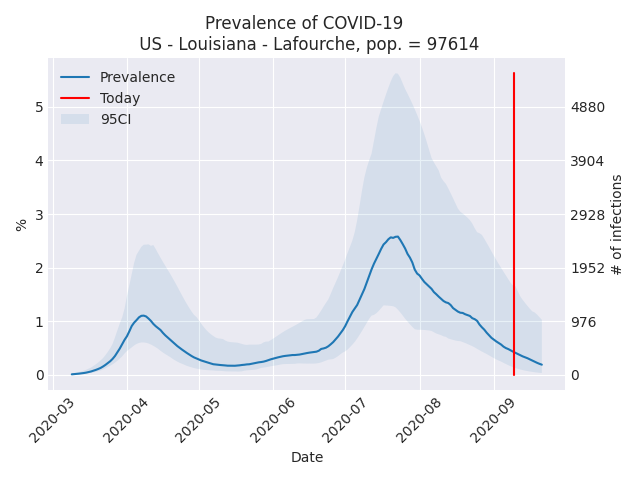 Prevalence of COVID-19
US - Louisiana - Lafourche, pop. = 97614
Prevalence
Today
95CI
5
4
3
2
1
0
%
4880
3904
2928
1952
976
0
# of infections
2020-03
2020-04
2020-05
2020-06
2020-07
2020-08
2020-09
Date